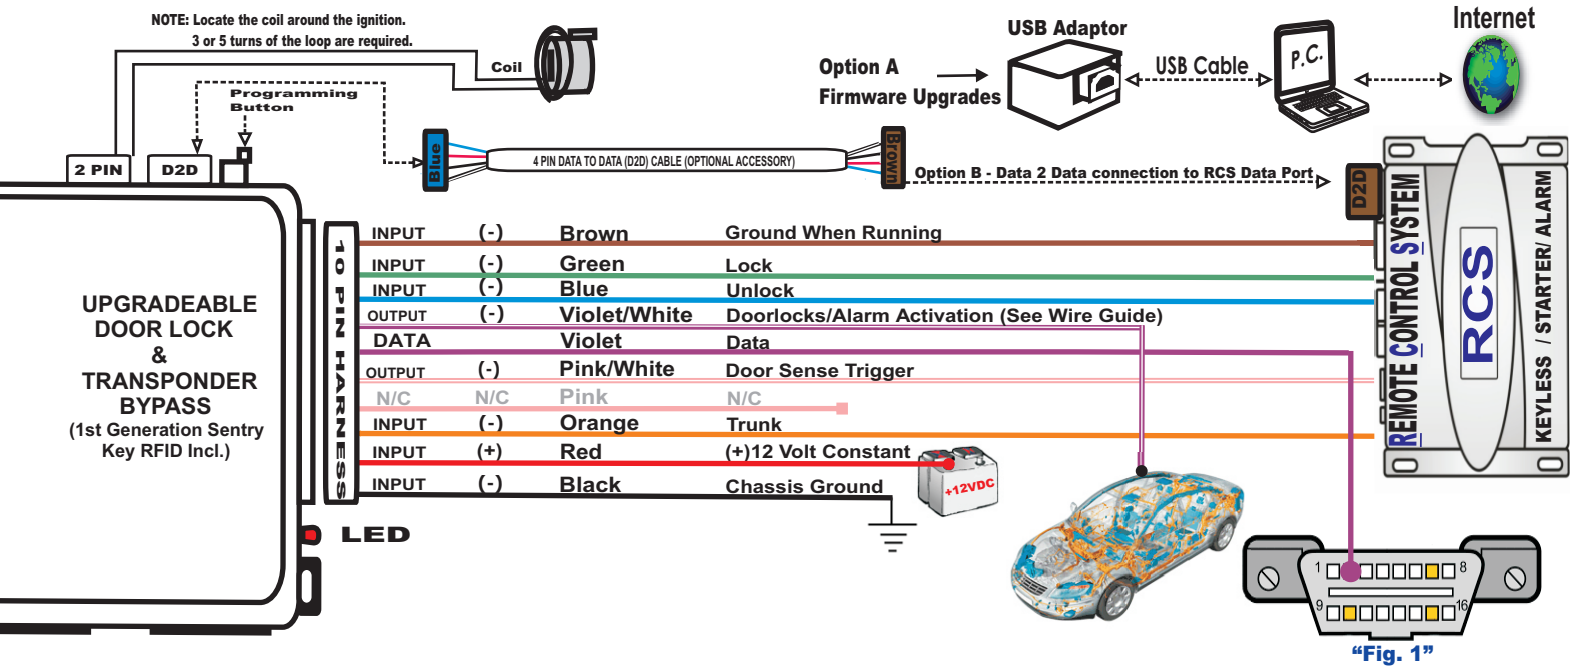 NOTE: Locate the coil around the ignition.
3 or 5 turns of the loop are required.
Coil
Programming
Button
2 PIN
D2D
Blue
4 PIN DATA TO DATA (D2D) CABLE (OPTIONAL ACCESSORY)
Brown
Option A
Firmware Upgrades
USB Adaptor
USB Cable
P.C.
Internet
Option B - Data 2 Data connection to RCS Data Port
D2D
REMOTE CONTROL SYSTEM
RCS
KEYLESS / STARTER/ ALARM
UPGRADEABLE
DOOR LOCK
&
TRANSPONDER
BYPASS
(1st Generation Sentry
Key RFID Incl.)
10 PIN HARNESS
INPUT (-) Brown Ground When Running
INPUT (-) Green Lock
INPUT (-) Blue Unlock
OUTPUT (-) Violet/White Doorlocks/Alarm Activation (See Wire Guide)
DATA Violet Data
OUTPUT (-) Pink/White Door Sense Trigger
N/C N/C Pink N/C
INPUT (-) Orange Trunk
INPUT (+) Red (+)12 Volt Constant
INPUT (-) Black Chassis Ground
+12VDC
LED
1 8
9 16
“Fig. 1”